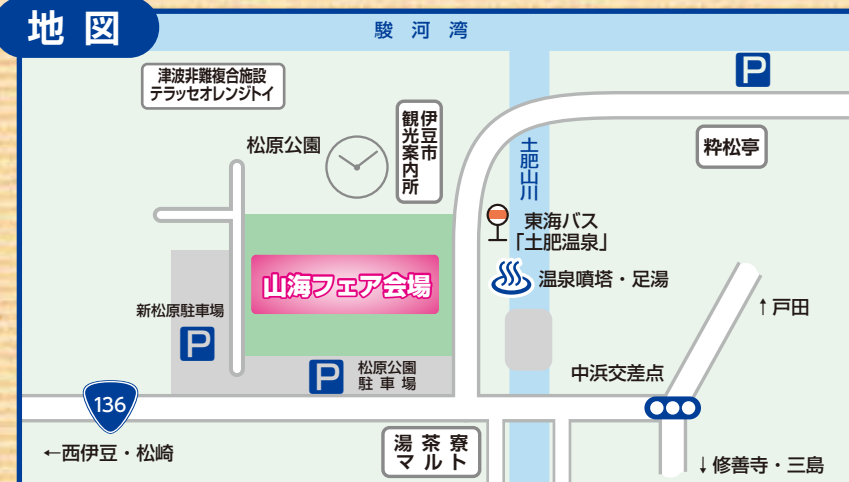 地図
駿河湾
津波非難複合施設
テラッセオレンジトイ
松原公園
伊豆市
観光案内所
土肥山川
P
粋松亭
東海バス
「土肥温泉」
温泉噴塔・足湯
山海フェア会場
新松原駐車場
P
P
松原公園
駐車場
↑戸田
中浜交差点
136
←西伊豆・松崎
湯茶寮
マルト
↓修善寺・三島